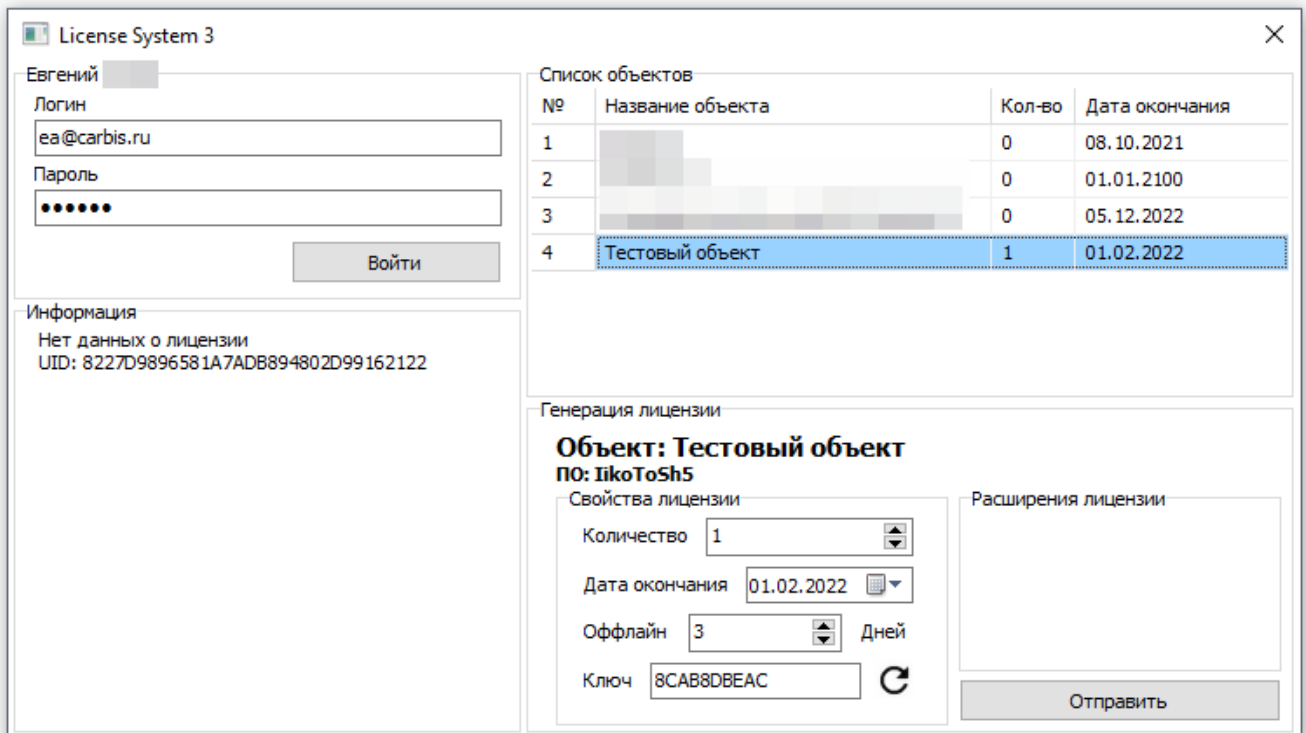 License System 3
Евгений
Логин
ea@carbis.ru
Пароль
••••••
Войти
Информация
Нет данных о лицензии
UID: 8227D9896581A7ADB894802D99162122
Список объектов
№ Название объекта Кол-во Дата окончания
1 0 08.10.2021
2 0 01.01.2100
3 0 05.12.2022
4 Тестовый объект 1 01.02.2022
Генерация лицензии
Объект: Тестовый объект
ПО: IikoToSh5
Свойства лицензии
Количество 1
Дата окончания 01.02.2022
Оффлайн 3 Дней
Ключ 8CAB8DBEAC
Расширения лицензии
Отправить